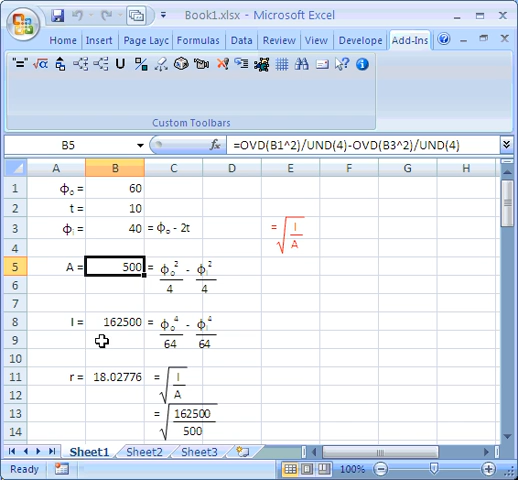 Book1.xlsx - Microsoft Excel
Home Insert Page Layc Formulas Data Review View Develope Add-Ins
"=" √α U % ABC
Custom Toolbars
B5 =OVD(B1^2)/UND(4)-OVD(B3^2)/UND(4)
A B C D E F G H
1 ϕₒ = 60
2 t = 10
3 ϕᵢ = 40 = ϕₒ - 2t = √(I/A)
4
5 A = 500 = ϕₒ²/4 - ϕᵢ²/4
6
7
8 I = 162500 = ϕₒ⁴/64 - ϕᵢ⁴/64
9
10
11 r = 18.02776 = √(I/A)
12
13 = √(162500/500)
14
Sheet1 Sheet2 Sheet3
Ready 100%